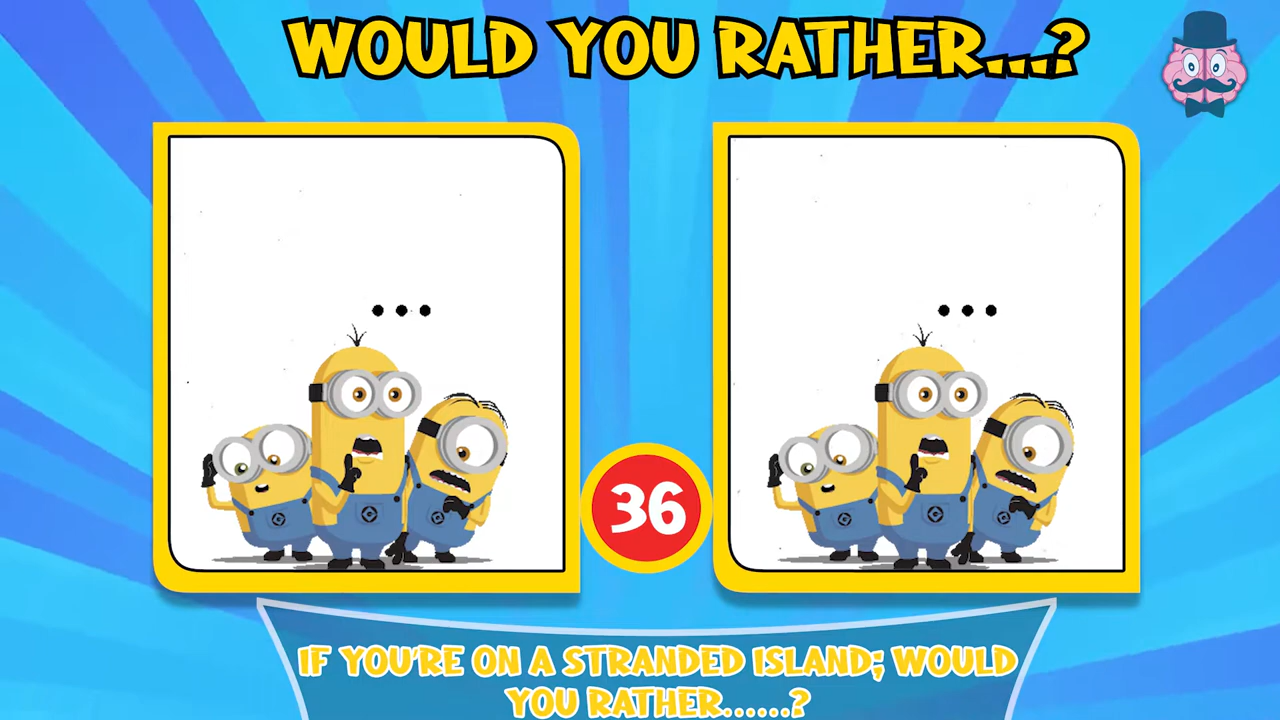 WOULD YOU RATHER...?
...
...
36
IF YOU'RE ON A STRANDED ISLAND; WOULD
YOU RATHER......?